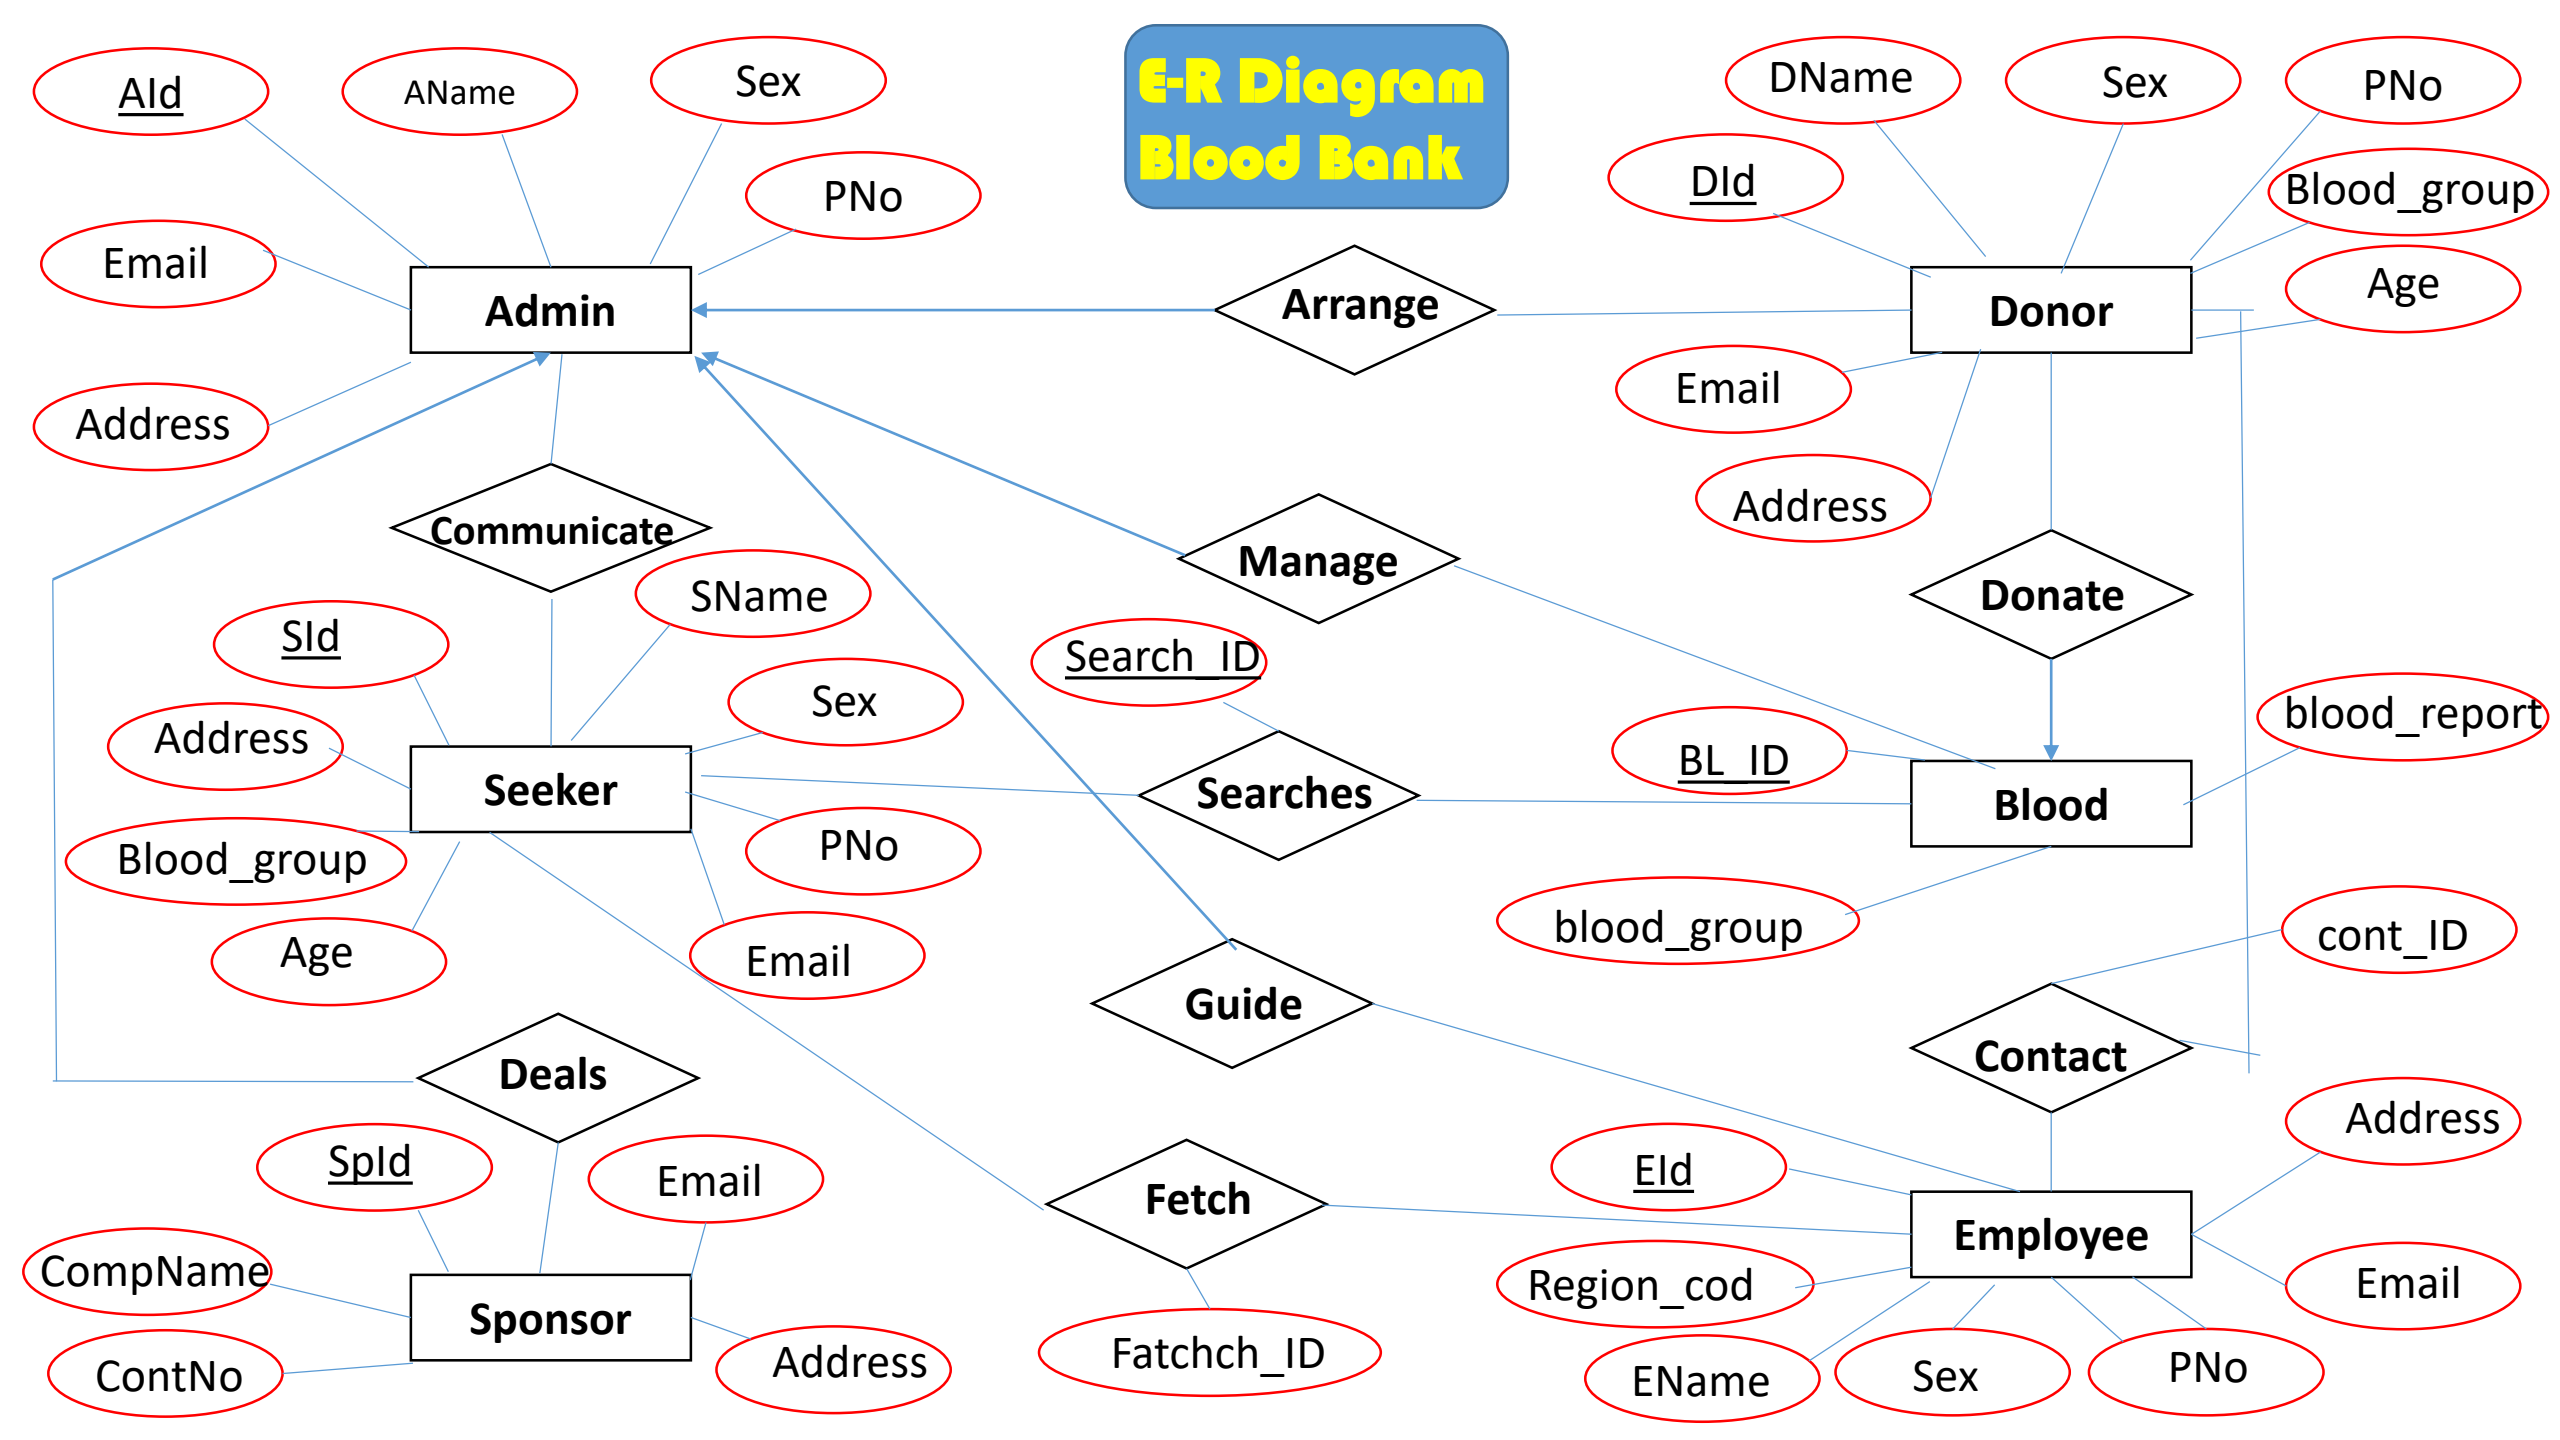 E-R Diagram
Blood Bank
AId
AName
Sex
PNo
Email
Address
Admin
Arrange
DName
Sex
PNo
DId
Blood_group
Age
Donor
Email
Address
Communicate
Manage
Donate
SId
SName
Address
Sex
Search_ID
Seeker
Searches
BL_ID
blood_report
Blood
Blood_group
PNo
Age
Email
blood_group
cont_ID
Guide
Contact
Deals
SpId
Email
CompName
Sponsor
ContNo
Address
Fetch
Fatchch_ID
EId
Address
Employee
Region_cod
Email
EName
Sex
PNo